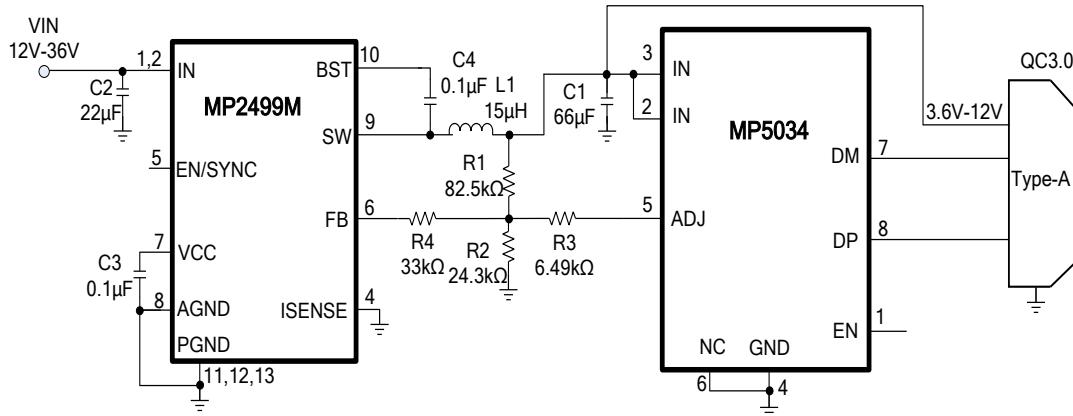 VIN
12V-36V
C2
22µF
1,2
IN
MP2499M
5
EN/SYNC
7
VCC
C3
0.1µF
8
AGND
PGND
11,12,13
BST
10
SW
9
FB
6
ISENSE
4
C4
0.1µF
L1
15µH
R1
82.5kΩ
R4
33kΩ
R2
24.3kΩ
R3
6.49kΩ
C1
66µF
3
IN
2
IN
MP5034
5
ADJ
DM
7
DP
8
EN
1
NC
6
GND
4
QC3.0
3.6V-12V
Type-A